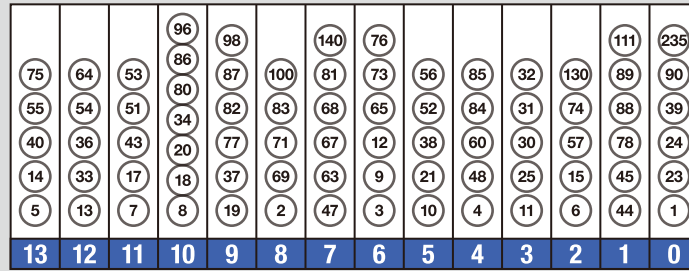 96
98 140 76 111 235
86
75 64 53 87 100 81 73 56 85 32 130 89 90
80
55 54 51 82 83 68 65 52 84 31 74 88 39
34
40 36 43 77 71 67 12 38 60 30 57 78 24
20
14 33 17 18 37 69 63 9 21 48 25 15 45 23
5 13 7 8 19 2 47 3 10 4 11 6 44 1
13 12 11 10 9 8 7 6 5 4 3 2 1 0